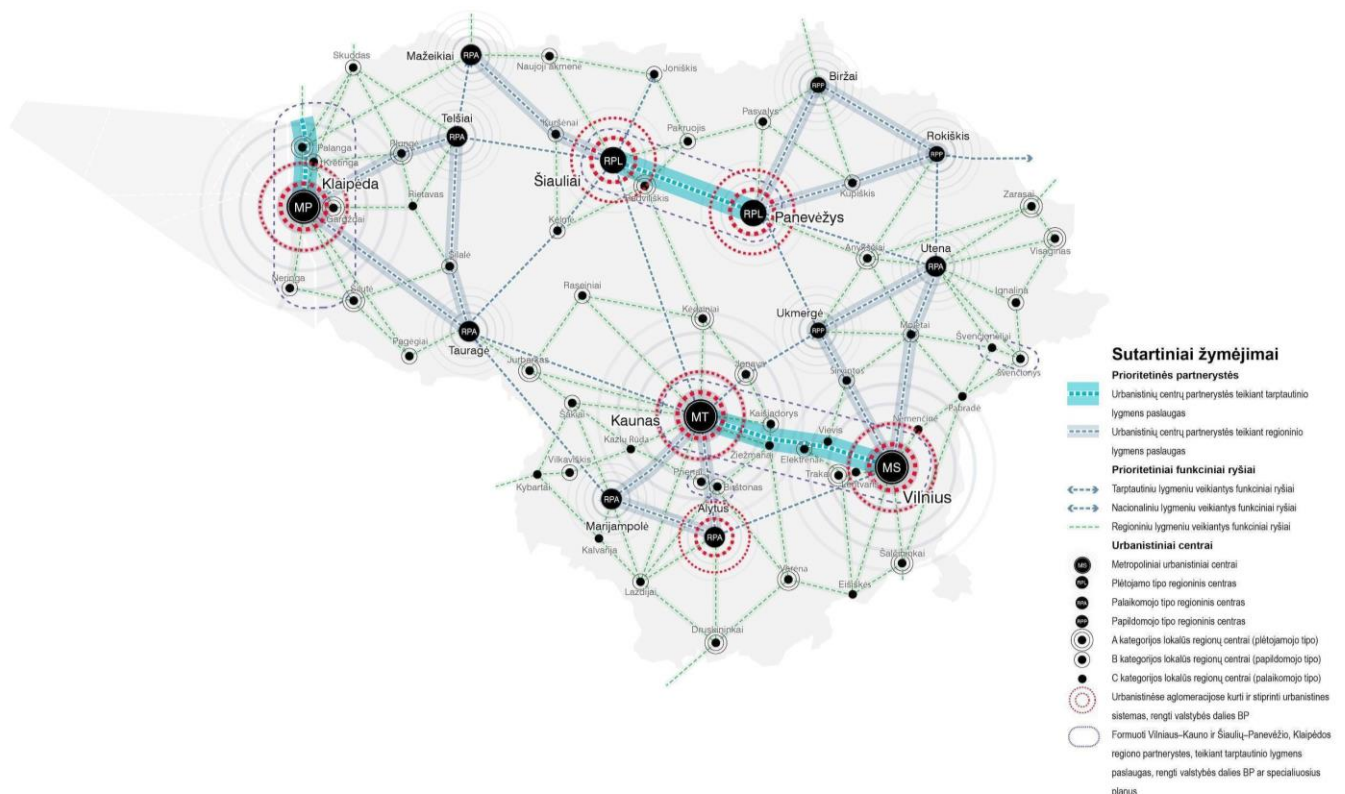 Skuodas
Mažeikiai
RPA
Naujoji akmenė
Joniškis
Biržai
RPP
Telšiai
RPA
Kuršėnai
Pakruojis
Pasvalys
Rokiškis
RPP
Palanga
Kretinga
Plungė
Klaipėda
MP
Gargždai
Rietavas
RPL
Šiauliai
Radviliškis
RPL
Panevėžys
Kupiškis
Zarasai
Kelmė
Anykščiai
Utena
RPA
Visaginas
Šilalė
Neringa
Šilutė
Raseiniai
Kėdainiai
Ukmergė
RPP
Molėtai
Ignalina
RPA
Tauragė
Pagėgiai
Jurbarkas
Jonava
Širvintos
Švenčionėliai
Švenčionys
Pabradė
Šakiai
Kaunas
MT
Kaišiadorys
Vievis
Nemenčinė
Kazlų Rūda
Žiežmariai
Elektrėnai
Vilkaviškis
Kybartai
Prienai
Birštonas
Trakai
MS
Vilnius
RPA
Marijampolė
Alytus
RPA
Kalvarija
Lazdijai
Varėna
Eišiškės
Šalčininkai
Druskininkai
Sutartiniai žymėjimai
Prioritetinės partnerystės
Urbanistinių centrų partnerystės teikiant tarptautinio
lygmens paslaugas
Urbanistinių centrų partnerystės teikiant regioninio
lygmens paslaugas
Prioritetiniai funkciniai ryšiai
Tarptautiniu lygmeniu veikiantys funkciniai ryšiai
Nacionaliniu lygmeniu veikiantys funkciniai ryšiai
Regioniniu lygmeniu veikiantys funkciniai ryšiai
Urbanistiniai centrai
MS Metropoliniai urbanistiniai centrai
RPL Plėtojamo tipo regioninis centras
RPA Palaikomojo tipo regioninis centras
RPP Papildomojo tipo regioninis centras
A kategorijos lokalūs regionų centrai (plėtojamojo tipo)
B kategorijos lokalūs regionų centrai (papildomojo tipo)
C kategorijos lokalūs regionų centrai (palaikomojo tipo)
Urbanistinėse aglomeracijose kurti ir stiprinti urbanistines
sistemas, rengti valstybės dalies BP
Formuoti Vilniaus–Kauno ir Šiaulių–Panevėžio, Klaipėdos
regiono partnerystes, teikiant tarptautinio lygmens
paslaugas, rengti valstybės dalies BP ar specialiuosius
planus